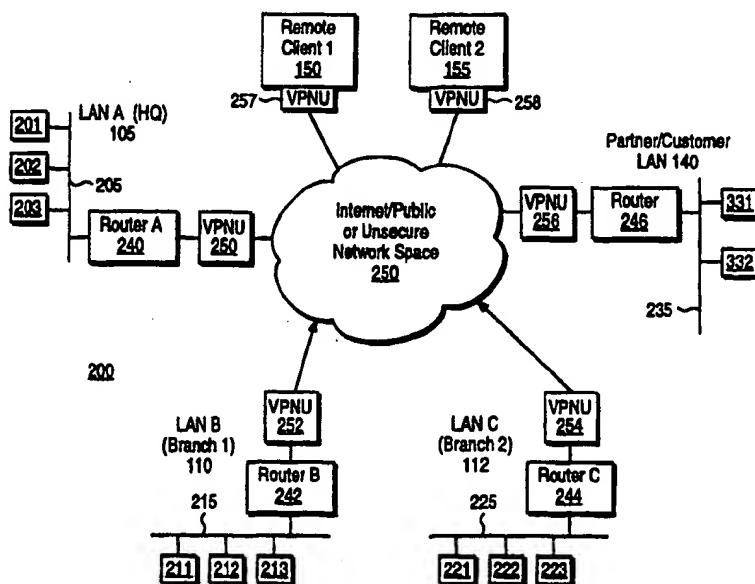 Remote
Client 1
150
VPNU
257
Remote
Client 2
155
VPNU
258
LAN A (HQ)
105
201
202
203
205
Router A
240
VPNU
250
Internet/Public
or Unsecure
Network Space
250
Partner/Customer
LAN 140
VPNU
256
Router
246
331
332
235
200
VPNU
252
LAN B
(Branch 1)
110
Router B
242
215
211
212
213
VPNU
254
LAN C
(Branch 2)
112
Router C
244
225
221
222
223